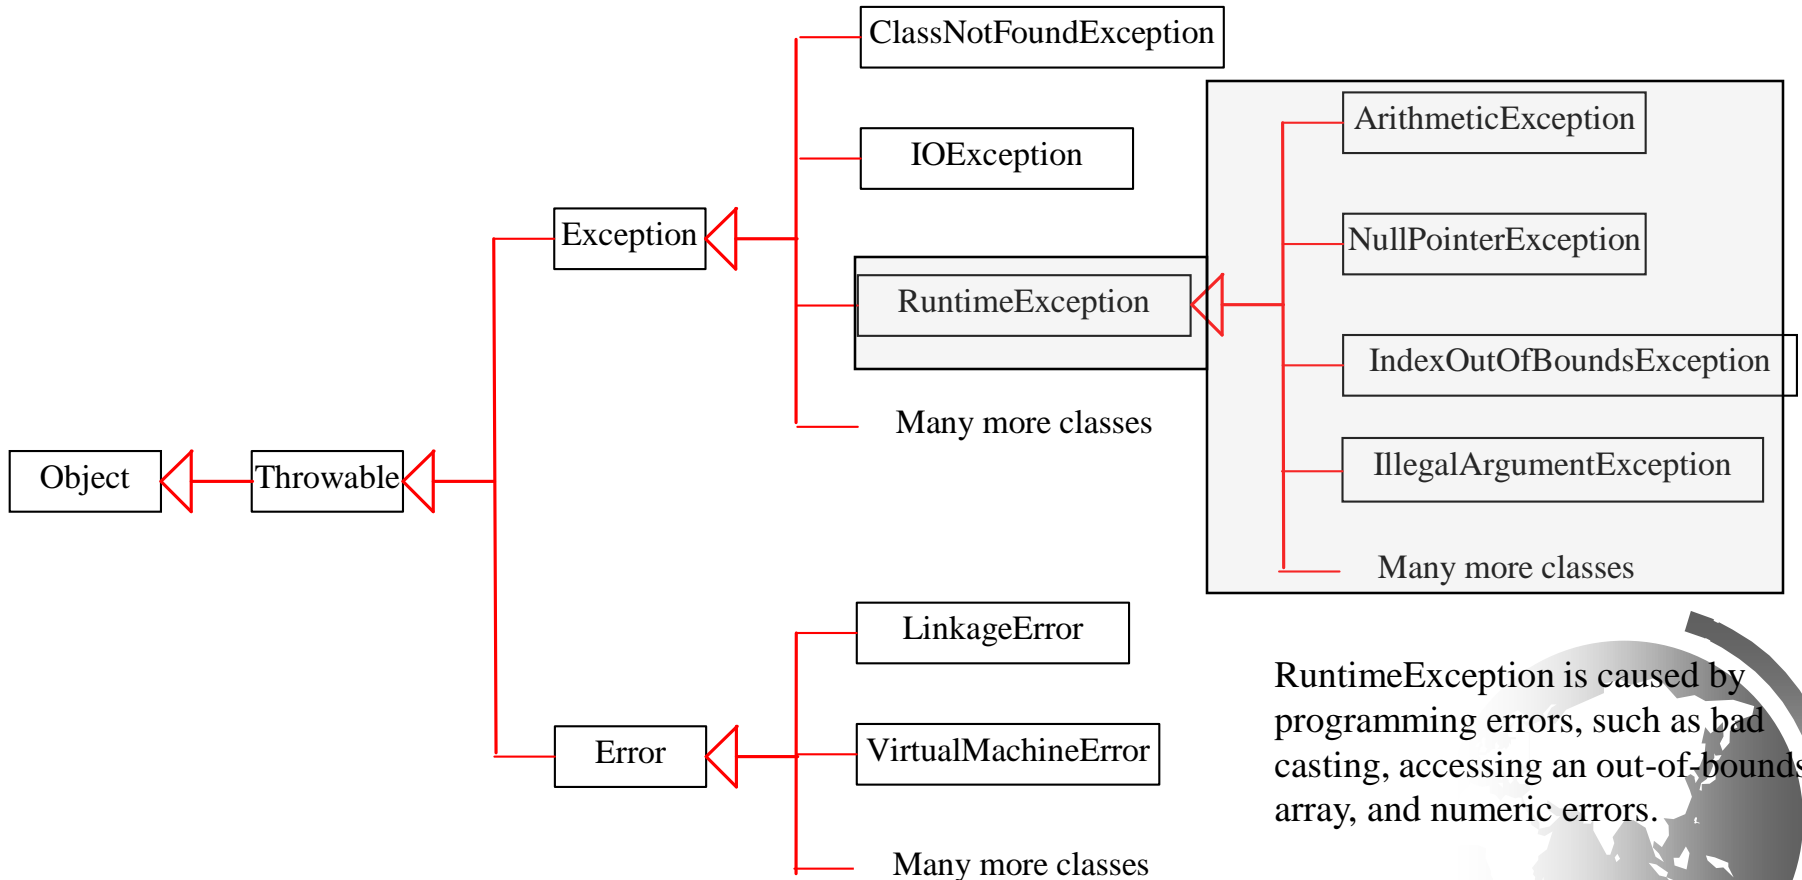 ClassNotFoundException
ArithmeticException
IOException
Exception
NullPointerException
RuntimeException
IndexOutOfBoundsException
Many more classes
Object
Throwable
IllegalArgumentException
Many more classes
LinkageError
Error
VirtualMachineError
Many more classes
RuntimeException is caused by
programming errors, such as bad
casting, accessing an out-of-bounds
array, and numeric errors.